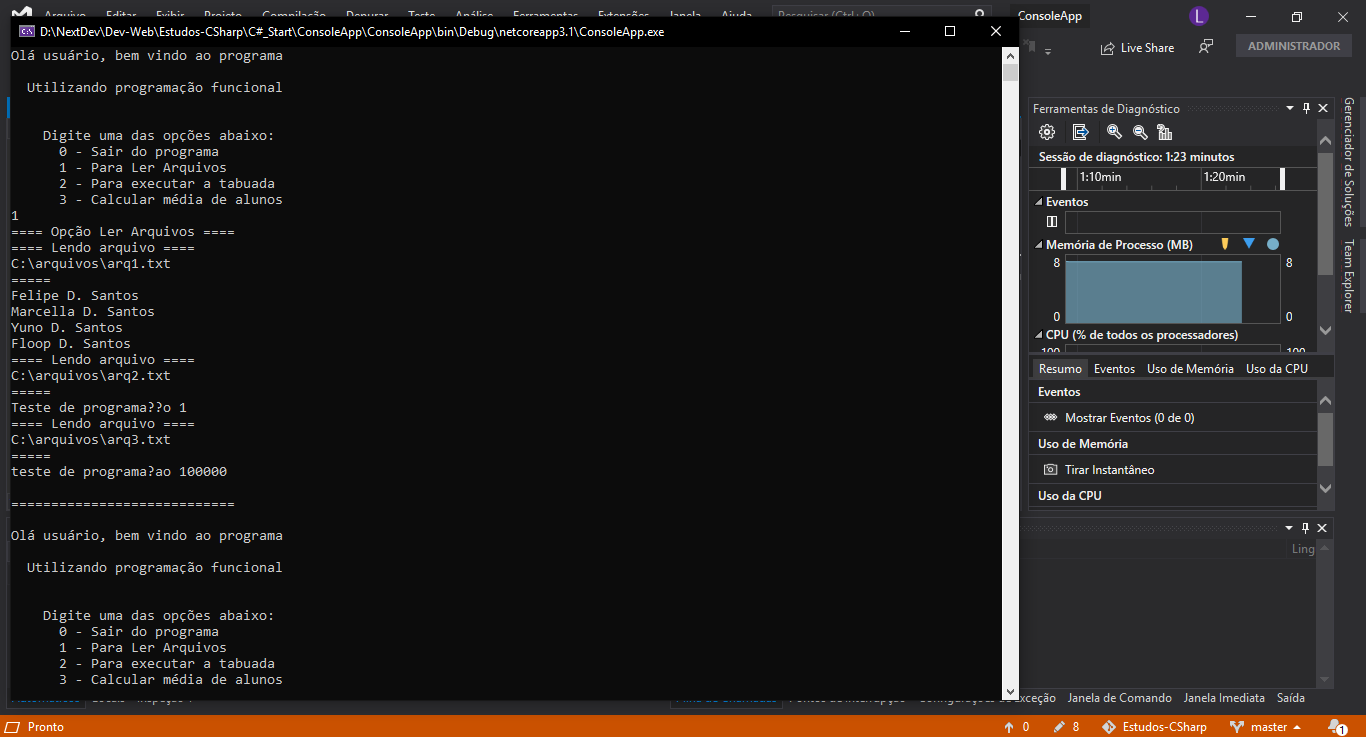 Arquivo Editar Exibir Projeto Compilação Depurar Teste Análise Ferramentas Extensões Janela Ajuda Pesquisar (Ctrl+Q) ConsoleApp L
D:\NextDev\Dev-Web\Estudos-CSharp\C#_Start\ConsoleApp\ConsoleApp\bin\Debug\netcoreapp3.1\ConsoleApp.exe
Live Share ADMINISTRADOR
Olá usuário, bem vindo ao programa
Utilizando programação funcional
Digite uma das opções abaixo:
0 - Sair do programa
1 - Para Ler Arquivos
2 - Para executar a tabuada
3 - Calcular média de alunos
1
==== Opção Ler Arquivos ====
==== Lendo arquivo ====
C:\arquivos\arq1.txt
=====
Felipe D. Santos
Marcella D. Santos
Yuno D. Santos
Floop D. Santos
==== Lendo arquivo ====
C:\arquivos\arq2.txt
=====
Teste de programa??o 1
==== Lendo arquivo ====
C:\arquivos\arq3.txt
=====
teste de programa?ao 100000
============================
Olá usuário, bem vindo ao programa
Utilizando programação funcional
Digite uma das opções abaixo:
0 - Sair do programa
1 - Para Ler Arquivos
2 - Para executar a tabuada
3 - Calcular média de alunos
Ferramentas de Diagnóstico
Sessão de diagnóstico: 1:23 minutos
1:10min 1:20min
Eventos
Memória de Processo (MB)
8 8
0 0
CPU (% de todos os processadores)
100 100
Resumo Eventos Uso de Memória Uso da CPU
Eventos
Mostrar Eventos (0 de 0)
Uso de Memória
Tirar Instantâneo
Uso da CPU
Gerenciador de Soluções
Team Explorer
Ling
Exceção Janela de Comando Janela Imediata Saída
Pronto 0 8 Estudos-CSharp master 1